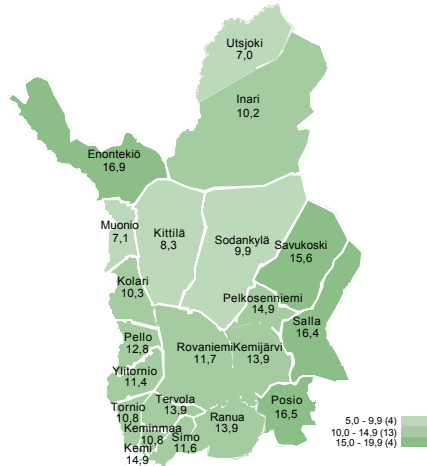 Utsjoki
7,0
Inari
10,2
Enontekiö
16,9
Muonio
7,1
Kittilä
8,3
Sodankylä
9,9
Savukoski
15,6
Kolari
10,3
Pelkosenniemi
14,9
Salla
16,4
Pello
12,8
Rovaniemi
11,7
Kemijärvi
13,9
Ylitornio
11,4
Tornio
10,8
Tervola
13,9
Posio
16,5
Keminmaa
10,8
Ranua
13,9
Simo
11,6
Kemi
14,9
5,0 - 9,9 (4)
10,0 - 14,9 (13)
15,0 - 19,9 (4)